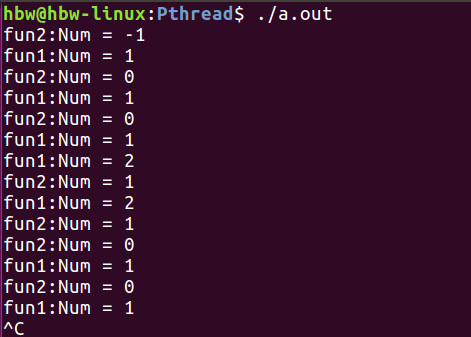 hbw@hbw-linux:Pthread$ ./a.out
fun2:Num = -1
fun1:Num = 1
fun2:Num = 0
fun1:Num = 1
fun2:Num = 0
fun1:Num = 1
fun1:Num = 2
fun2:Num = 1
fun1:Num = 2
fun2:Num = 1
fun2:Num = 0
fun1:Num = 1
fun2:Num = 0
fun1:Num = 1
^C